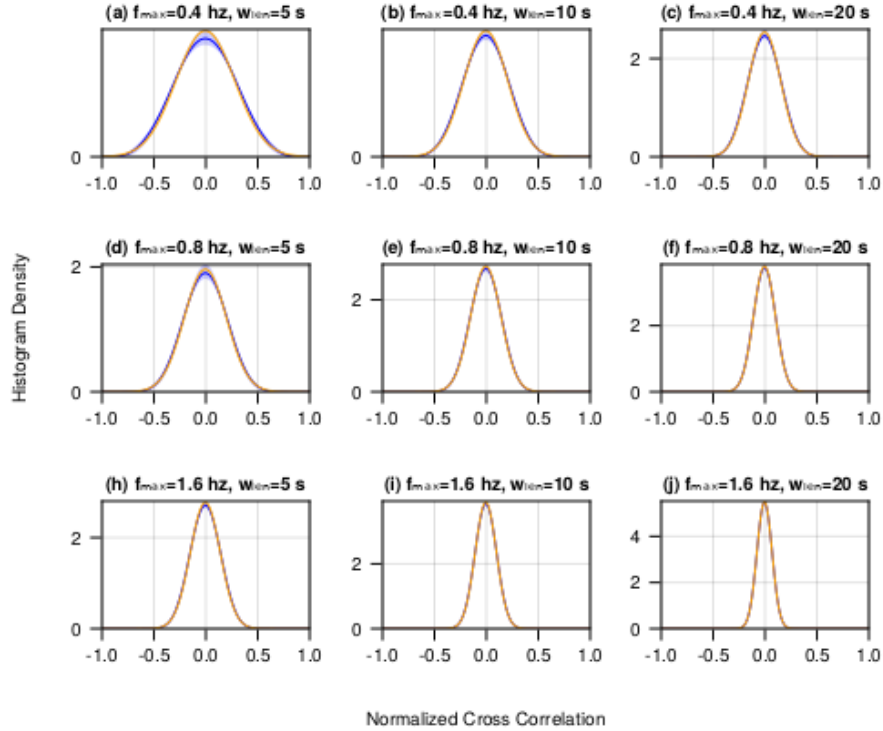 (a) fₘₐₓ=0.4 hz, wₗₑₙ=5 s
(b) fₘₐₓ=0.4 hz, wₗₑₙ=10 s
(c) fₘₐₓ=0.4 hz, wₗₑₙ=20 s
0
-1.0 -0.5 0.0 0.5 1.0
0
-1.0 -0.5 0.0 0.5 1.0
2
0
-1.0 -0.5 0.0 0.5 1.0
Histogram Density
(d) fₘₐₓ=0.8 hz, wₗₑₙ=5 s
(e) fₘₐₓ=0.8 hz, wₗₑₙ=10 s
(f) fₘₐₓ=0.8 hz, wₗₑₙ=20 s
2
0
-1.0 -0.5 0.0 0.5 1.0
2
0
-1.0 -0.5 0.0 0.5 1.0
2
0
-1.0 -0.5 0.0 0.5 1.0
(h) fₘₐₓ=1.6 hz, wₗₑₙ=5 s
(i) fₘₐₓ=1.6 hz, wₗₑₙ=10 s
(j) fₘₐₓ=1.6 hz, wₗₑₙ=20 s
2
0
-1.0 -0.5 0.0 0.5 1.0
2
0
-1.0 -0.5 0.0 0.5 1.0
4
2
0
-1.0 -0.5 0.0 0.5 1.0
Normalized Cross Correlation